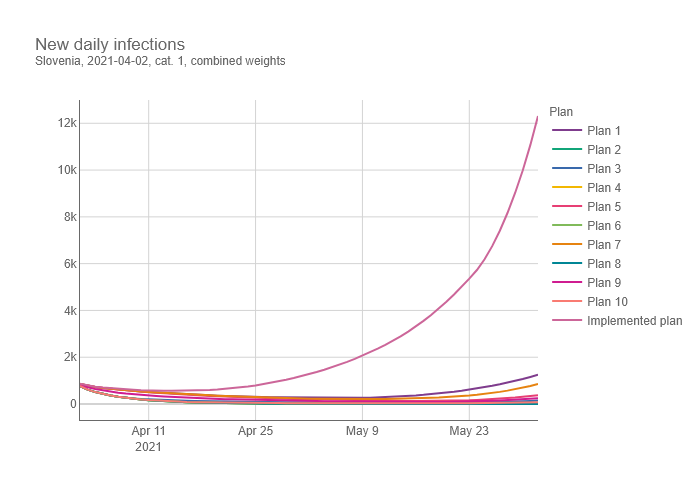 New daily infections
Slovenia, 2021-04-02, cat. 1, combined weights
12k
10k
8k
6k
4k
2k
0
Apr 11
2021
Apr 25
May 9
May 23
Plan
Plan 1
Plan 2
Plan 3
Plan 4
Plan 5
Plan 6
Plan 7
Plan 8
Plan 9
Plan 10
Implemented plan